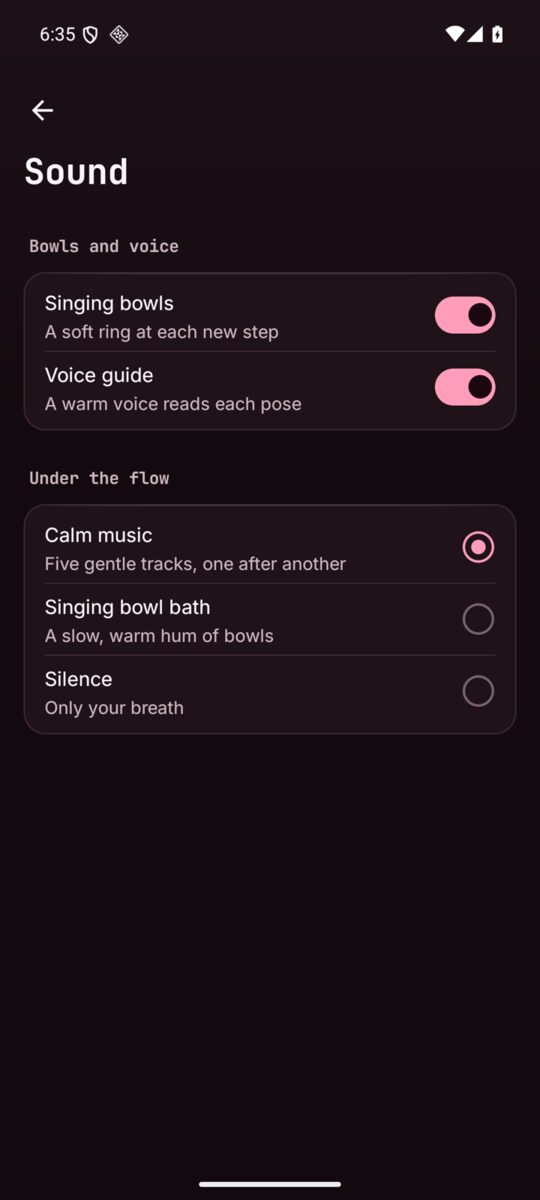 6:35
Sound
Bowls and voice
Singing bowls
A soft ring at each new step
Voice guide
A warm voice reads each pose
Under the flow
Calm music
Five gentle tracks, one after another
Singing bowl bath
A slow, warm hum of bowls
Silence
Only your breath